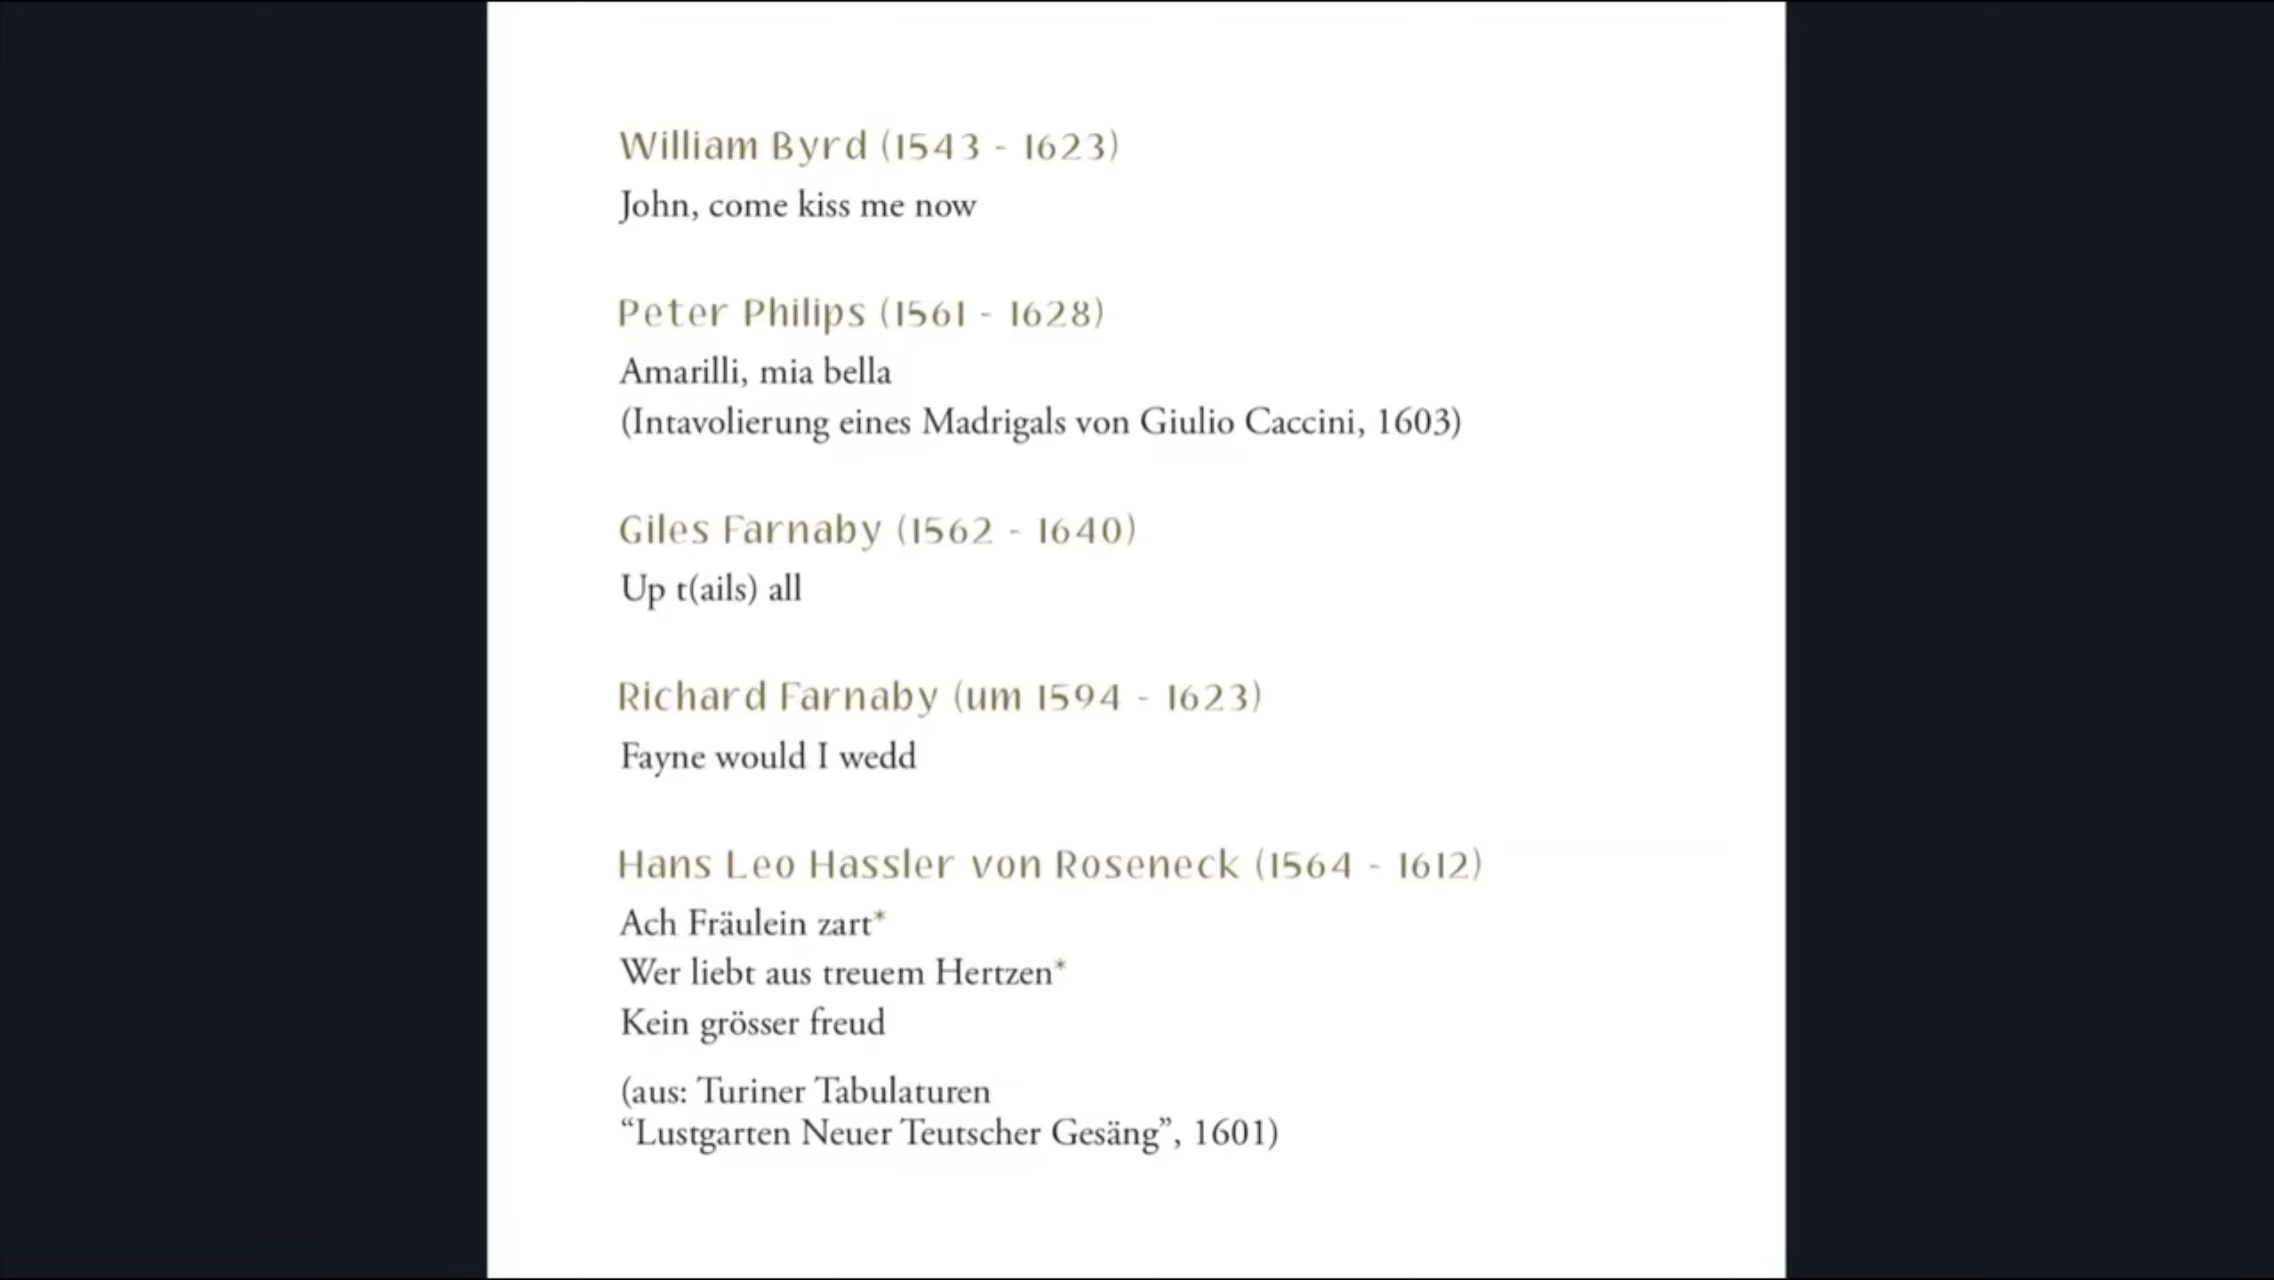 William Byrd (1543 - 1623)
John, come kiss me now
Peter Philips (1561 - 1628)
Amarilli, mia bella
(Intavolierung eines Madrigals von Giulio Caccini, 1603)
Giles Farnaby (1562 - 1640)
Up t(ails) all
Richard Farnaby (um 1594 - 1623)
Fayne would I wedd
Hans Leo Hassler von Roseneck (1564 - 1612)
Ach Fräulein zart*
Wer liebt aus treuem Hertzen*
Kein grösser freud
(aus: Turiner Tabulaturen
“Lustgarten Neuer Teutscher Gesäng”, 1601)